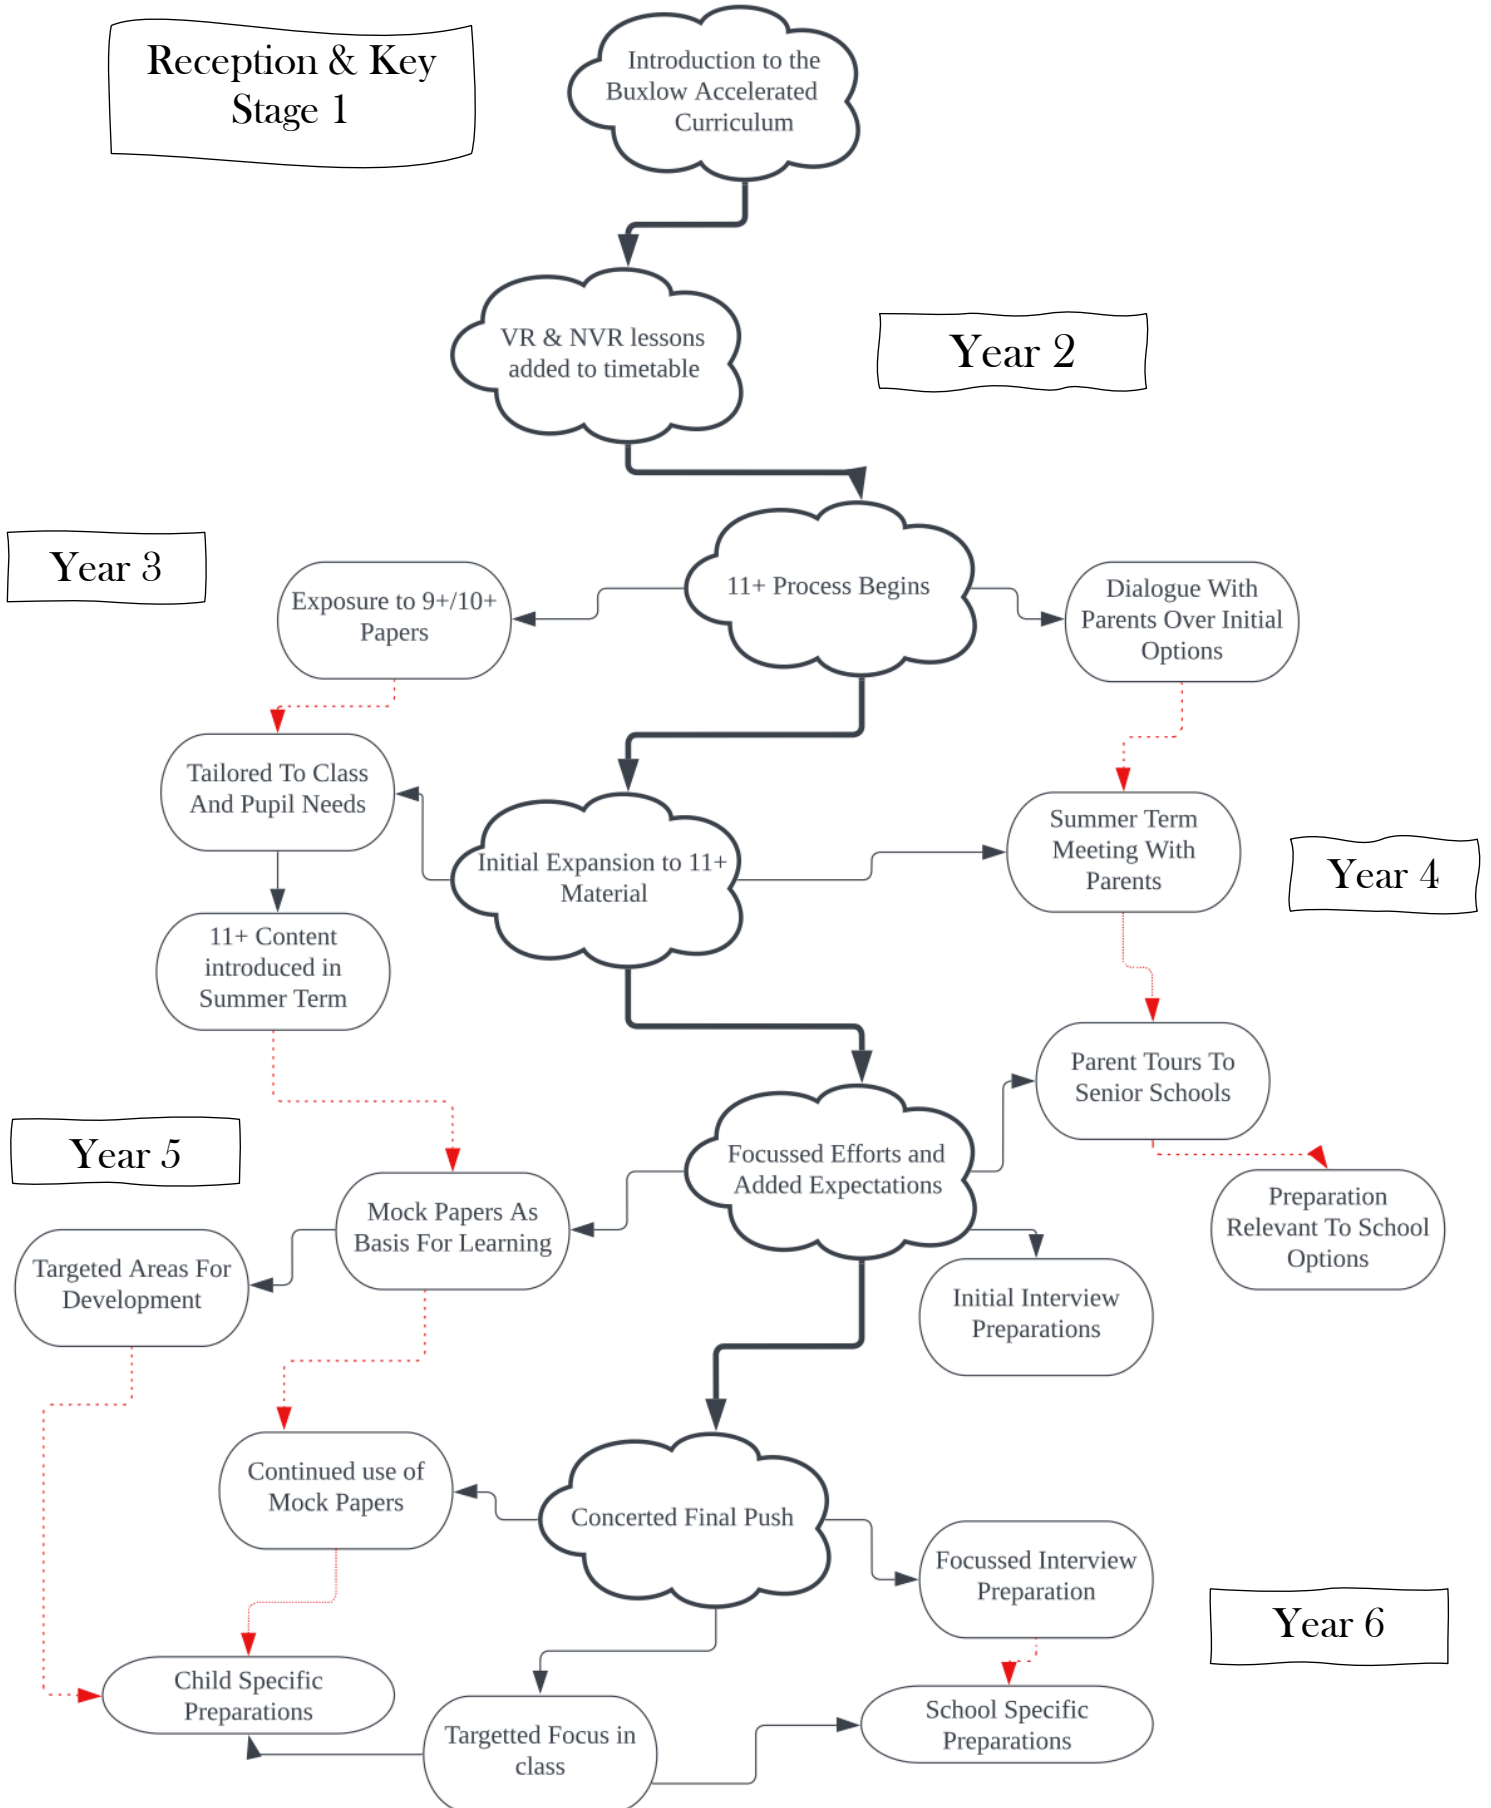 Reception & Key
Stage 1
Introduction to the
Buxlow Accelerated
Curriculum
VR & NVR lessons
added to timetable
Year 2
Year 3
Exposure to 9+/10+
Papers
11+ Process Begins
Dialogue With
Parents Over Initial
Options
Tailored To Class
And Pupil Needs
Initial Expansion to 11+
Material
Summer Term
Meeting With
Parents
Year 4
11+ Content
introduced in
Summer Term
Parent Tours To
Senior Schools
Year 5
Focussed Efforts and
Added Expectations
Mock Papers As
Basis For Learning
Preparation
Relevant To School
Options
Targeted Areas For
Development
Initial Interview
Preparations
Continued use of
Mock Papers
Concerted Final Push
Focussed Interview
Preparation
Year 6
Child Specific
Preparations
Targetted Focus in
class
School Specific
Preparations